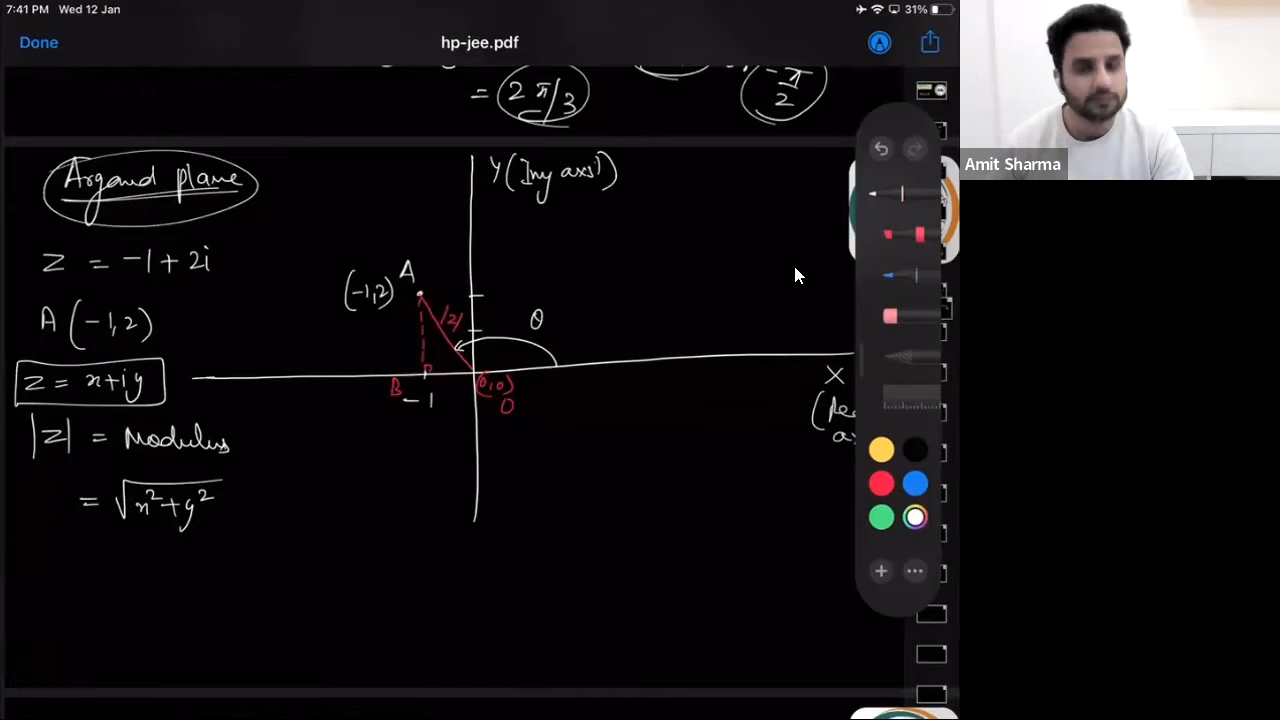 7:41 PM Wed 12 Jan
31%
Done
hp-jee.pdf
= 2π/3
-π/2
Amit Sharma
Argand plane
Y (Img axis)
z = -1 + 2i
A
(-1,2)
A (-1, 2)
|z|
θ
z = x+iy
B
-1
(0,0)
O
X
|z| = Modulus
= √x²+y²